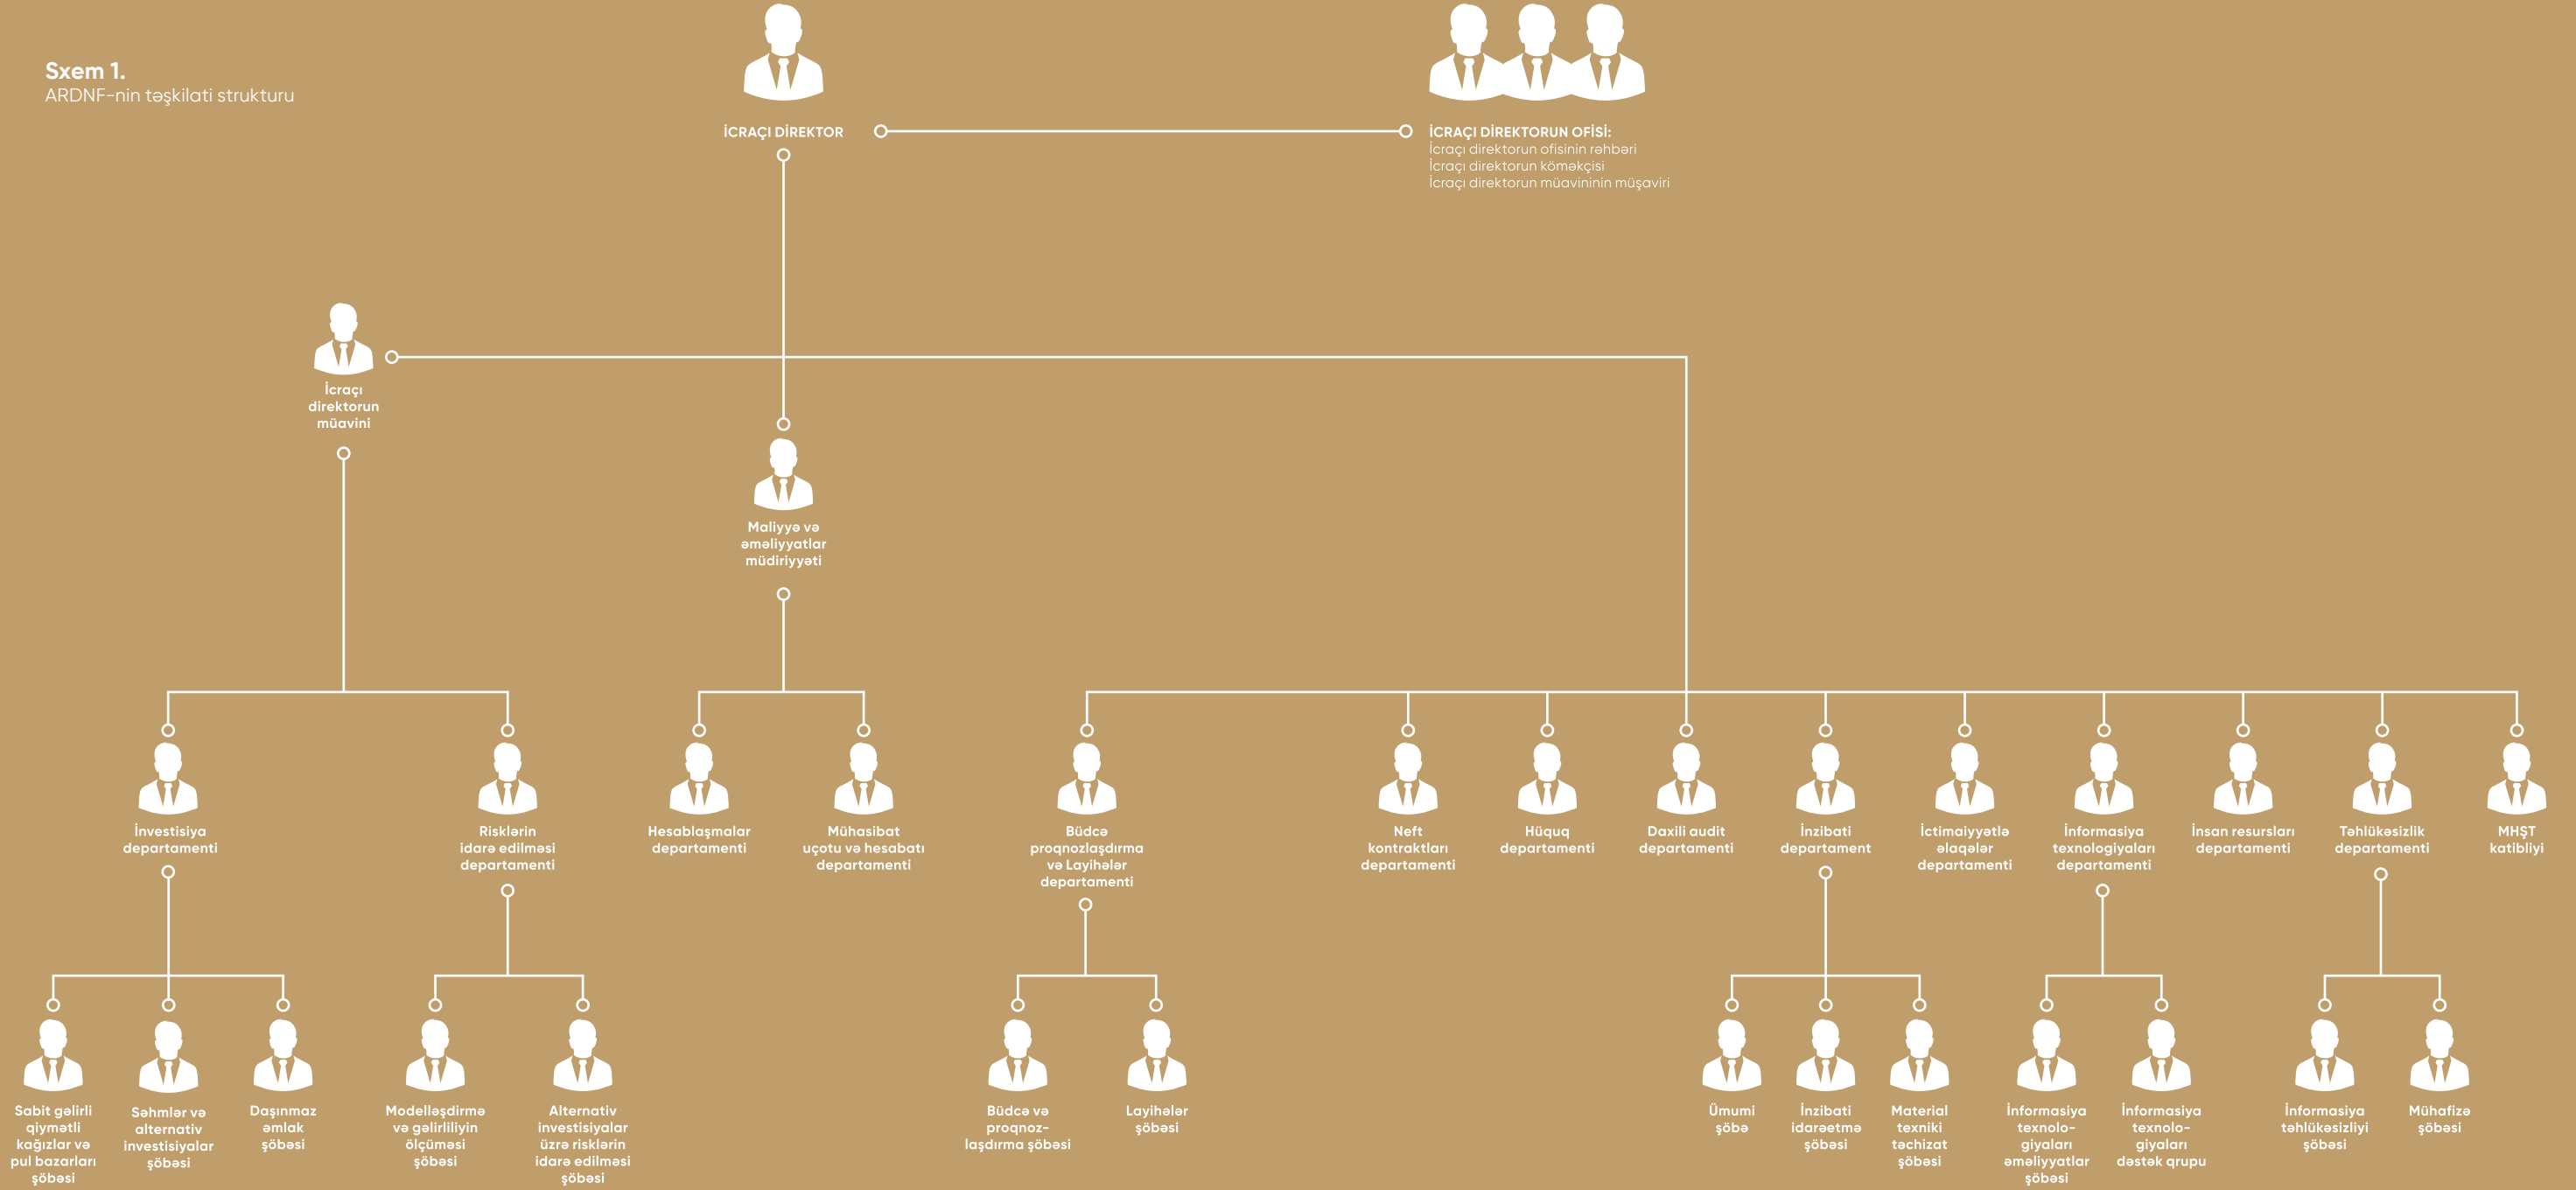 Sxem 1.
ARDNF-nin təşkilati strukturu
İCRAÇI DİREKTOR
İCRAÇI DİREKTORUN OFİSİ:
İcraçı direktorun ofisinin rəhbəri
İcraçı direktorun köməkçisi
İcraçı direktorun müavininin müşaviri
İcraçı
direktorun
müavini
Maliyyə və
əməliyyatlar
müdiriyyəti
İnvestisiya
departamenti
Risklərin
idarə edilməsi
departamenti
Hesablaşmalar
departamenti
Mühasibat
uçotu və hesabatı
departamenti
Büdcə
proqnozlaşdırma
və Layihələr
departamenti
Neft
kontraktları
departamenti
Hüquq
departamenti
Daxili audit
departamenti
İnzibati
departament
İctimaiyyətlə
əlaqələr
departamenti
İnformasiya
texnologiyaları
departamenti
İnsan resursları
departamenti
Təhlükəsizlik
departamenti
MHŞT
katibliyi
Sabit gəlirli
qiymətli
kağızlar və
pul bazarları
şöbəsi
Səhmlər və
alternativ
investisiyalar
şöbəsi
Daşınmaz
əmlak
şöbəsi
Modelləşdirmə
və gəlirliliyin
ölçüməsi
şöbəsi
Alternativ
investisiyalar
üzrə risklərin
idarə edilməsi
şöbəsi
Büdcə və
proqnoz-
laşdırma şöbəsi
Layihələr
şöbəsi
Ümumi
şöbə
İnzibati
idarəetmə
şöbəsi
Material
texniki
təchizat
şöbəsi
İnformasiya
texnolo-
giyaları
əməliyyatlar
şöbəsi
İnformasiya
texnolo-
giyaları
dəstək qrupu
İnformasiya
təhlükəsizliyi
şöbəsi
Mühafizə
şöbəsi